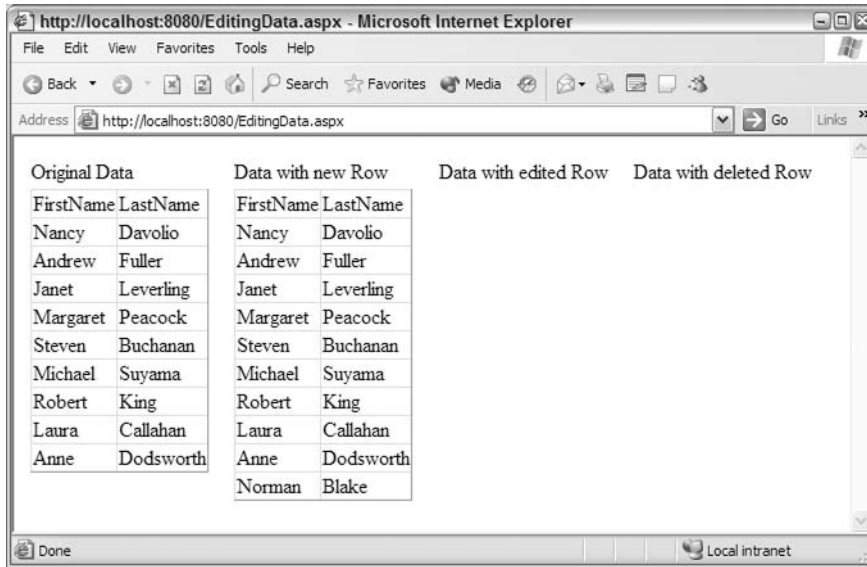 http://localhost:8080/EditingData.aspx - Microsoft Internet Explorer
File Edit View Favorites Tools Help
Back Search Favorites Media
Address http://localhost:8080/EditingData.aspx Go Links »
Original Data Data with new Row Data with edited Row Data with deleted Row
FirstName LastName FirstName LastName
Nancy Davolio Nancy Davolio
Andrew Fuller Andrew Fuller
Janet Leverling Janet Leverling
Margaret Peacock Margaret Peacock
Steven Buchanan Steven Buchanan
Michael Suyama Michael Suyama
Robert King Robert King
Laura Callahan Laura Callahan
Anne Dodsworth Anne Dodsworth
Norman Blake
Done Local intranet